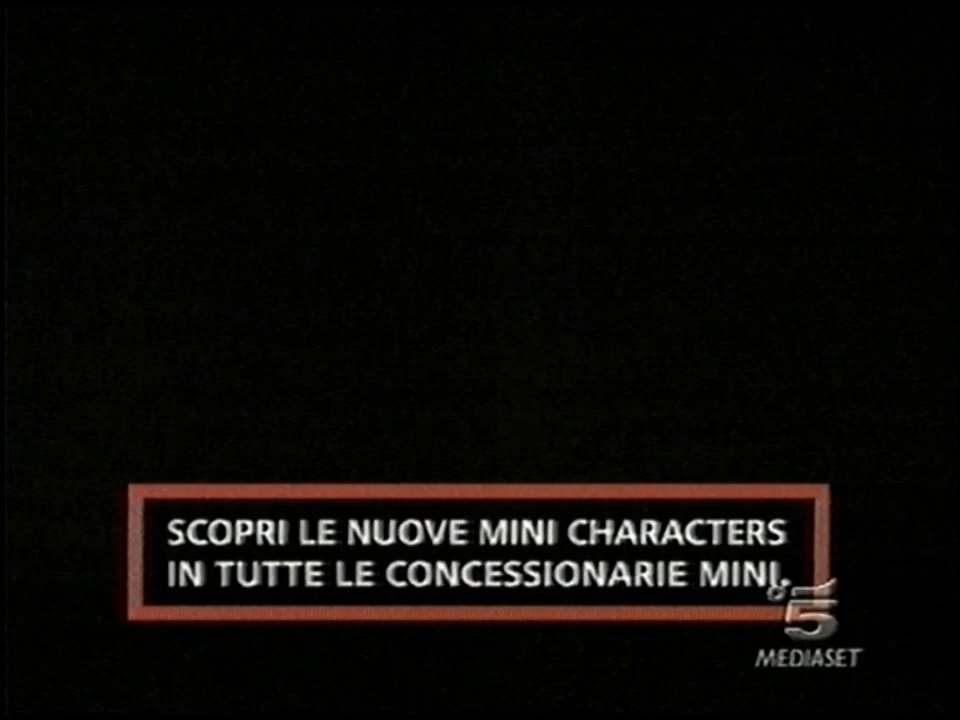 SCOPRI LE NUOVE MINI CHARACTERS
IN TUTTE LE CONCESSIONARIE MINI.
5
MEDIASET